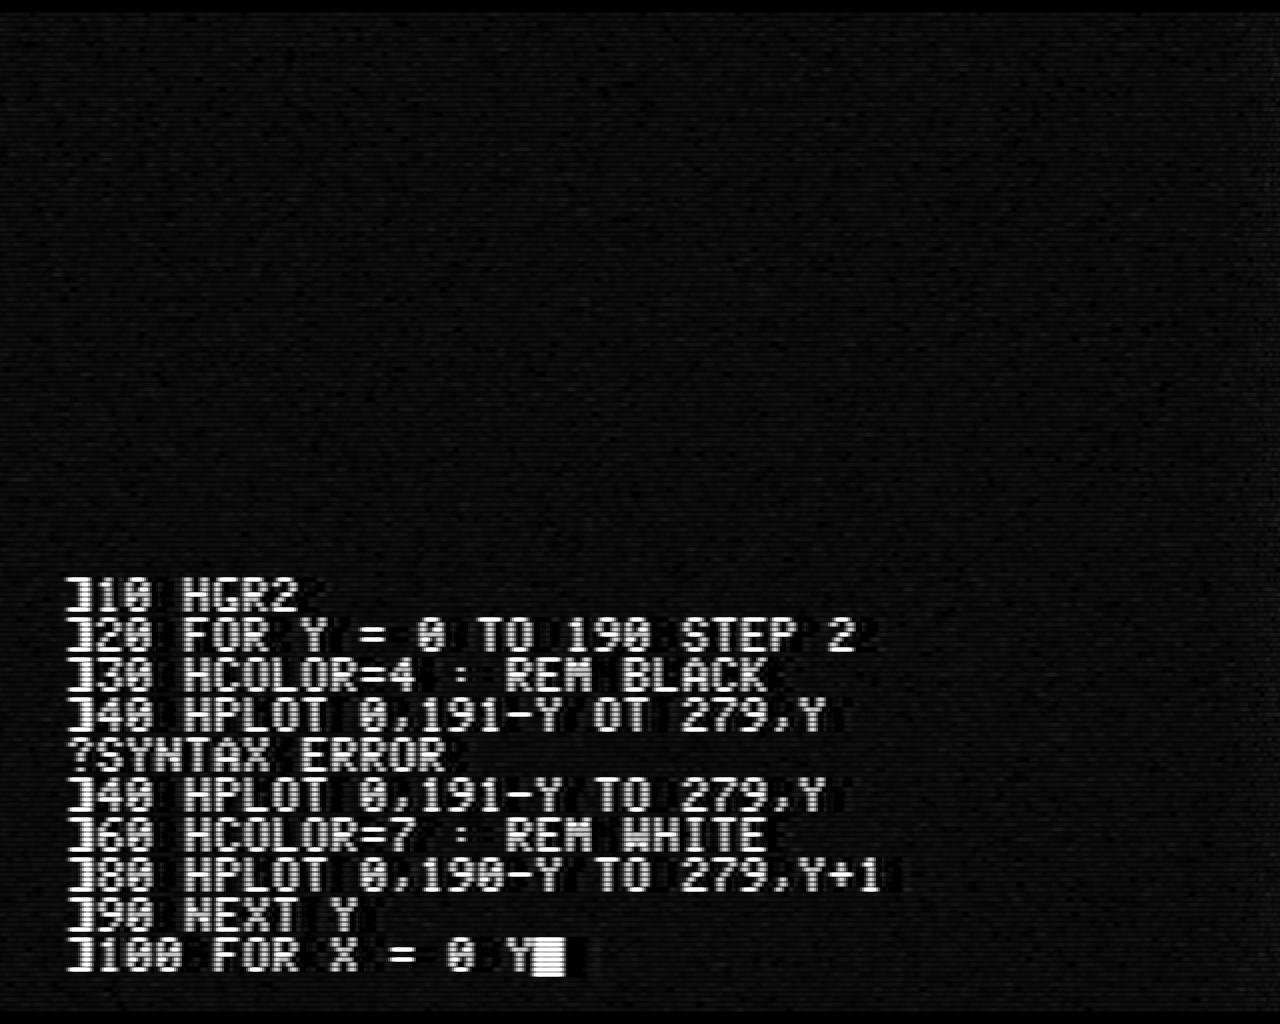 ]10 HGR2
]20 FOR Y = 0 TO 190 STEP 2
]30 HCOLOR=4 : REM BLACK
]40 HPLOT 0,191-Y OT 279,Y
?SYNTAX ERROR
]40 HPLOT 0,191-Y TO 279,Y
]60 HCOLOR=7 : REM WHITE
]80 HPLOT 0,190-Y TO 279,Y+1
]90 NEXT Y
]100 FOR X = 0 Y